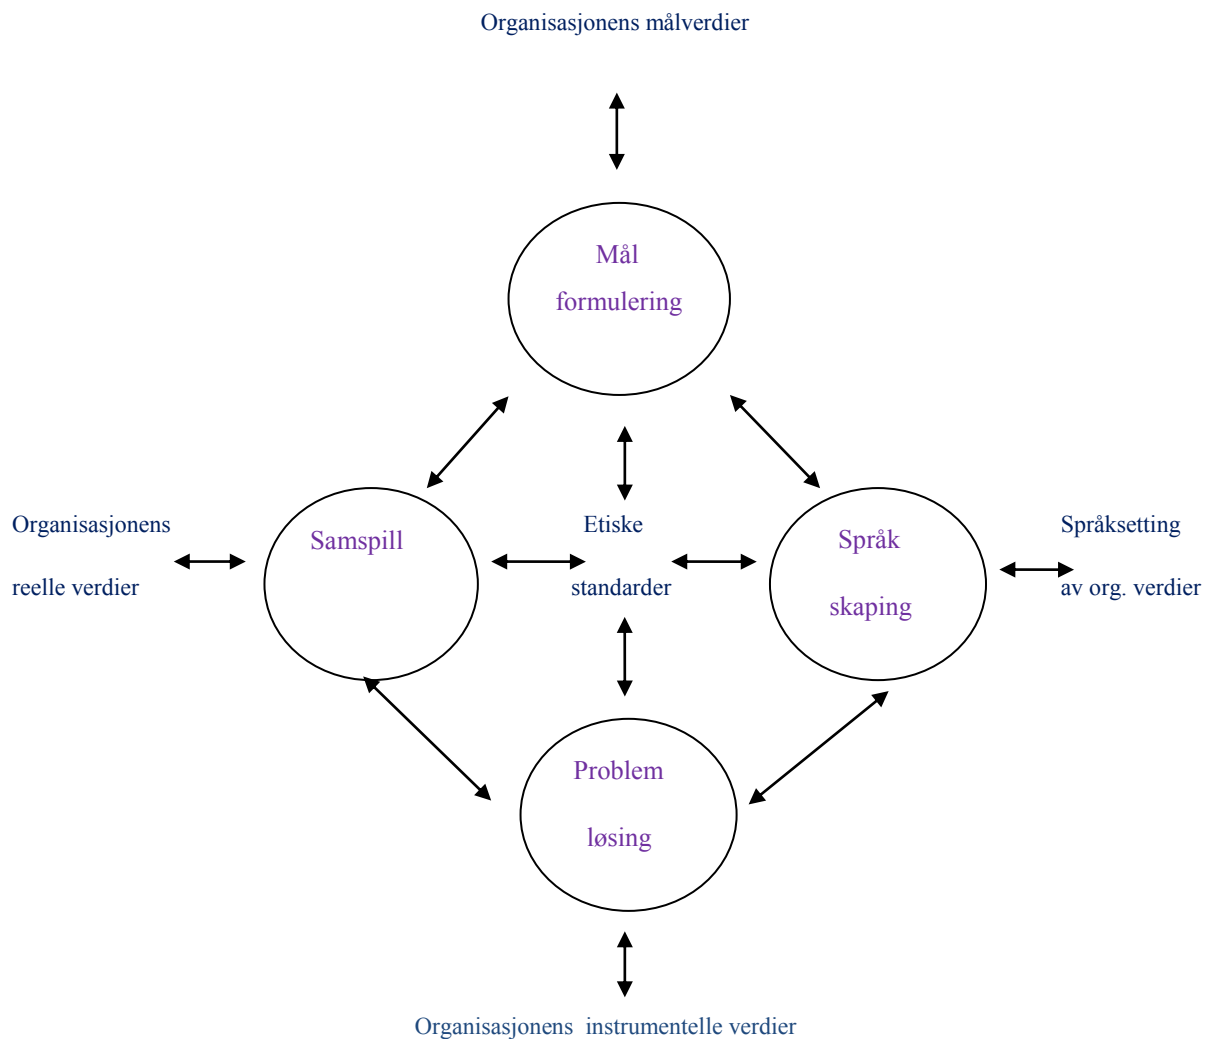 Organisasjonens målverdier
Mål
formulering
Organisasjonens
reelle verdier
Samspill
Etiske
standarder
Språk
skaping
Språksetting
av org. verdier
Problem
løsing
Organisasjonens  instrumentelle verdier